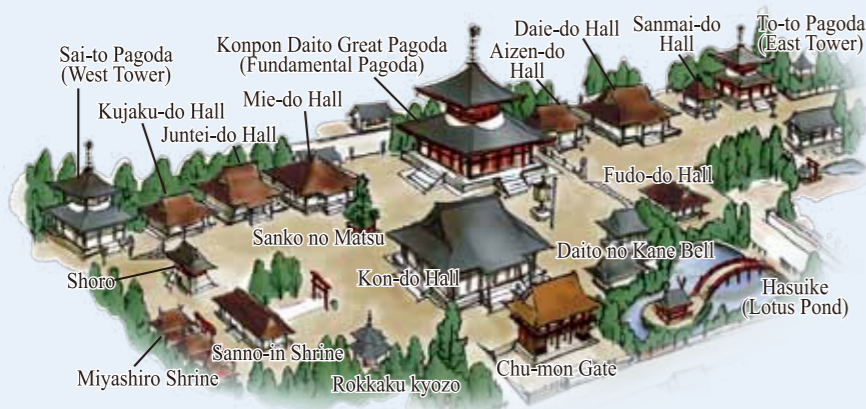 Sai-to Pagoda
(West Tower)
Konpon Daito Great Pagoda
(Fundamental Pagoda)
Aizen-do
Hall
Daie-do Hall
Sanmai-do
Hall
To-to Pagoda
(East Tower)
Kujaku-do Hall
Juntei-do Hall
Mie-do Hall
Fudo-do Hall
Sanko no Matsu
Daito no Kane Bell
Shoro
Kon-do Hall
Hasuike
(Lotus Pond)
Sanno-in Shrine
Miyashiro Shrine
Rokkaku kyozo
Chu-mon Gate